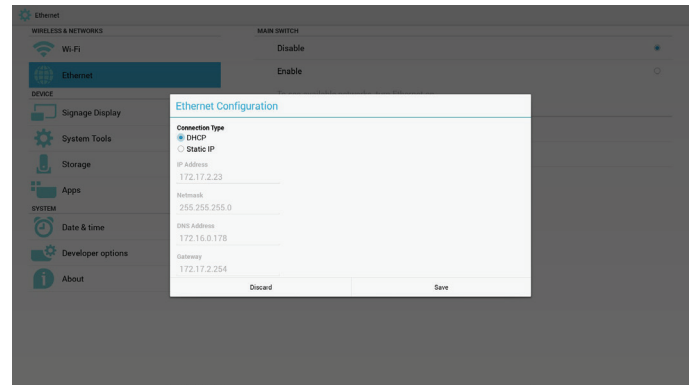 Ethernet
WIRELESS & NETWORKS
Wi-Fi
Ethernet
DEVICE
Signage Display
System Tools
Storage
Apps
SYSTEM
Date & time
Developer options
About
MAIN SWITCH
Disable
Enable
Ethernet Configuration
Connection Type
DHCP
Static IP
IP Address
172.17.2.23
Netmask
255.255.255.0
DNS Address
172.16.0.178
Gateway
172.17.2.254
Discard
Save